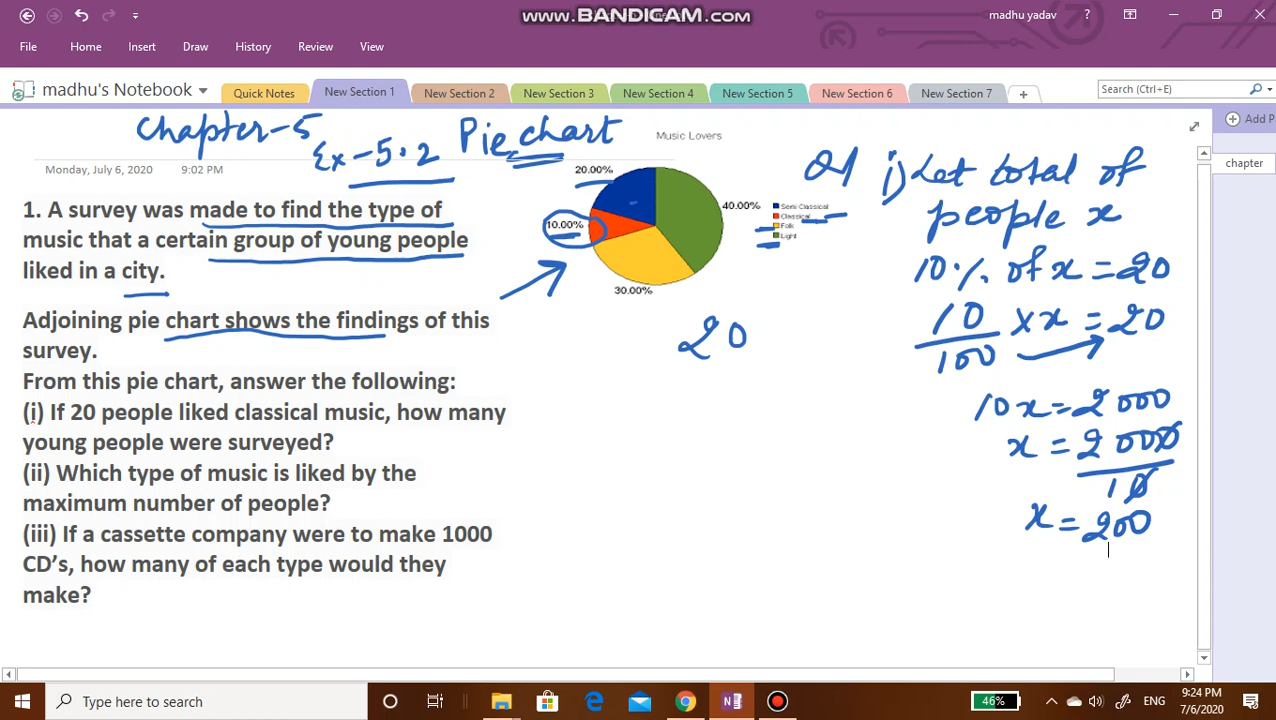 www.BANDICAM.com
madhu yadav
File Home Insert Draw History Review View
madhu's Notebook
Quick Notes
New Section 1
New Section 2
New Section 3
New Section 4
New Section 5
New Section 6
New Section 7
Search (Ctrl+E)
Add P
chapter
Chapter-5
Ex-5.2
Pie chart
Monday, July 6, 2020 9:02 PM
1. A survey was made to find the type of
music that a certain group of young people
liked in a city.
Adjoining pie chart shows the findings of this
survey.
From this pie chart, answer the following:
(i) If 20 people liked classical music, how many
young people were surveyed?
(ii) Which type of music is liked by the
maximum number of people?
(iii) If a cassette company were to make 1000
CD's, how many of each type would they
make?
Music Lovers
20.00%
40.00%
10.00%
30.00%
Semi Classical
Classical
Folk
Light
20
Q1 i) Let total of
people x
10% of x = 20
10/100 × x = 20
10x = 2000
x = 2000/10
x = 200
Type here to search
46%
ENG
9:24 PM
7/6/2020